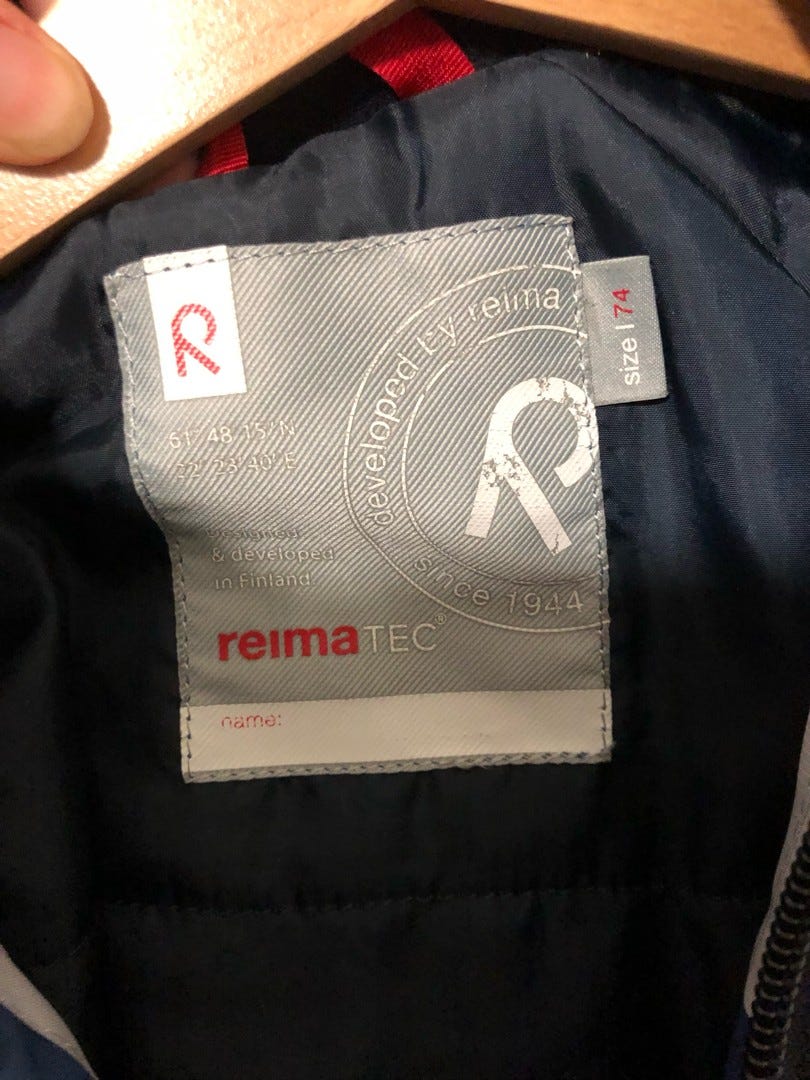 61° 48' 15" N
22° 23' 40" E
Designed
& developed
in Finland
reimaTEC®
name:
developed by reima
since 1944
size | 74